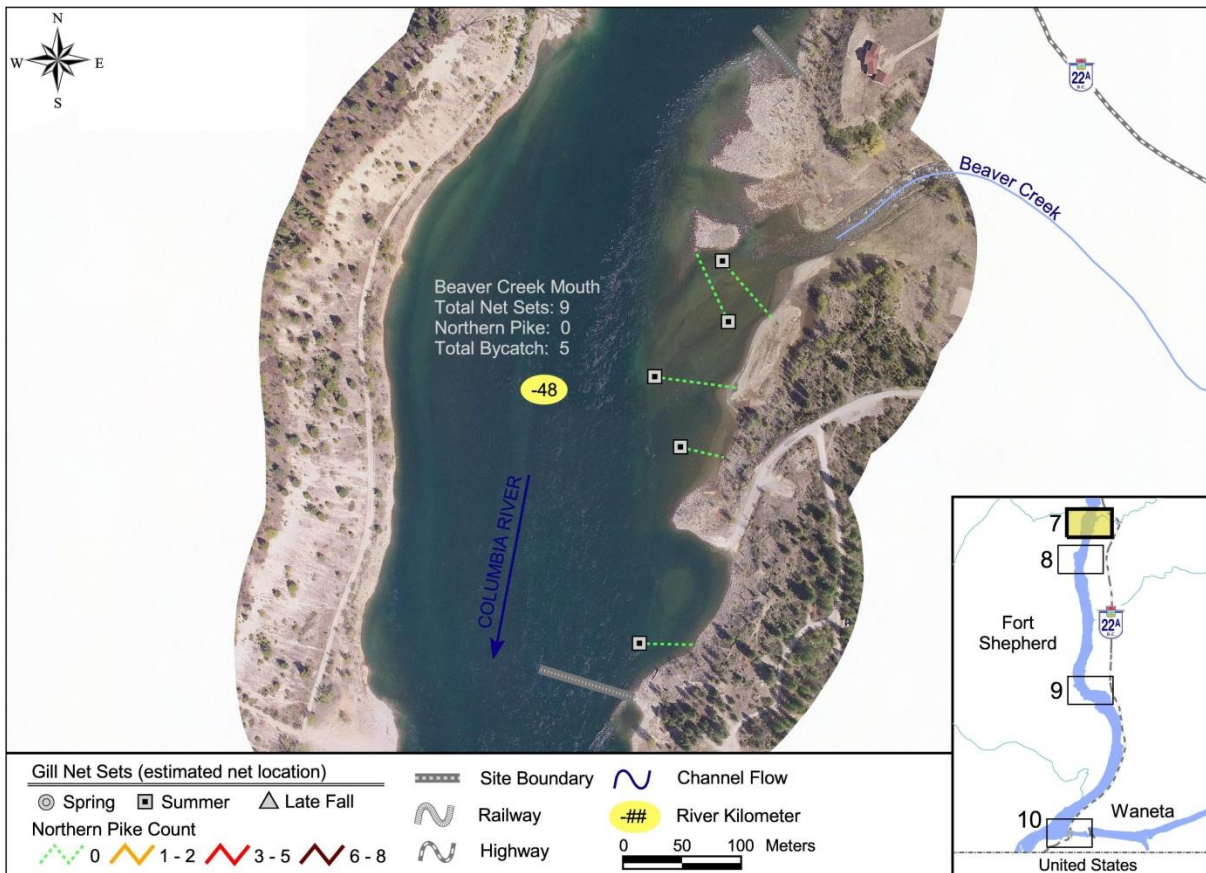 N
W E
S
22A
B.C.
Beaver Creek
Beaver Creek Mouth
Total Net Sets: 9
Northern Pike: 0
Total Bycatch: 5
-48
COLUMBIA RIVER
7
8
22A
B.C.
Fort
Shepherd
9
10
Waneta
United States
Gill Net Sets (estimated net location)
Spring Summer Late Fall
Northern Pike Count
0 1 - 2 3 - 5 6 - 8
Site Boundary
Railway
Highway
Channel Flow
-## River Kilometer
0 50 100 Meters